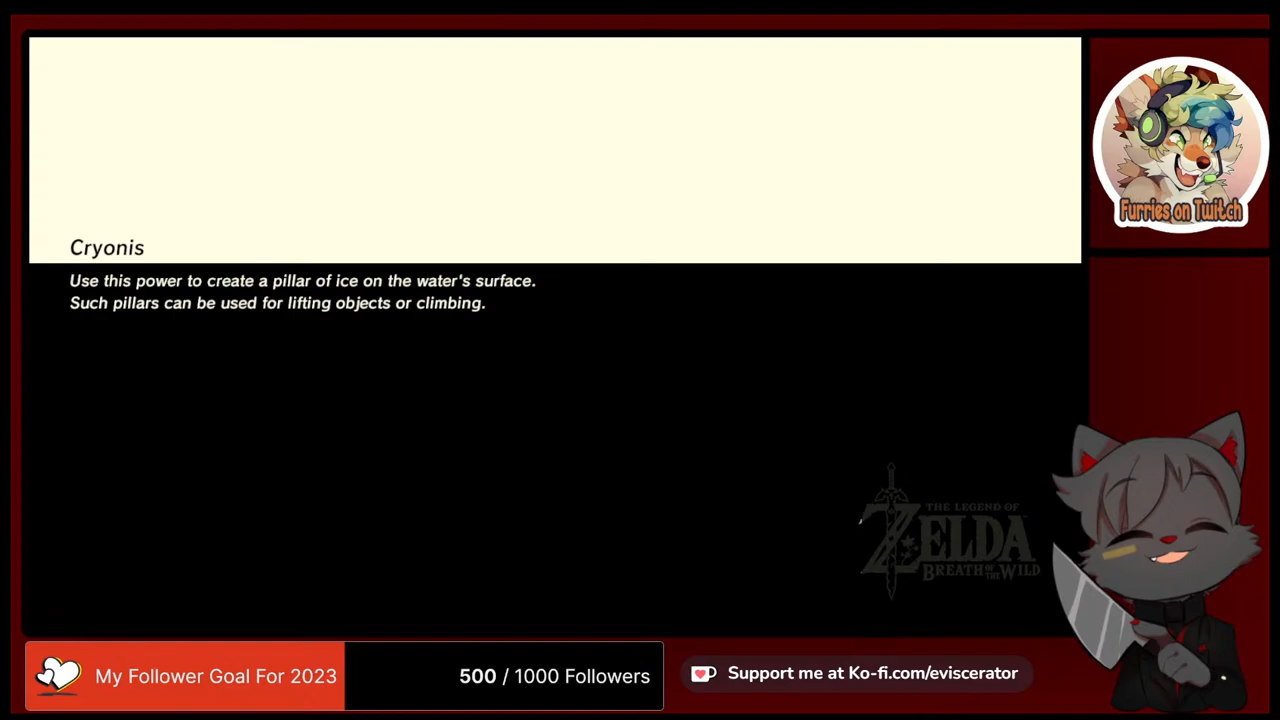 Furries on Twitch
Cryonis
Use this power to create a pillar of ice on the water's surface.
Such pillars can be used for lifting objects or climbing.
THE LEGEND OF
ZELDA
BREATH OF THE WILD
My Follower Goal For 2023
500 / 1000 Followers
Support me at Ko-fi.com/eviscerator